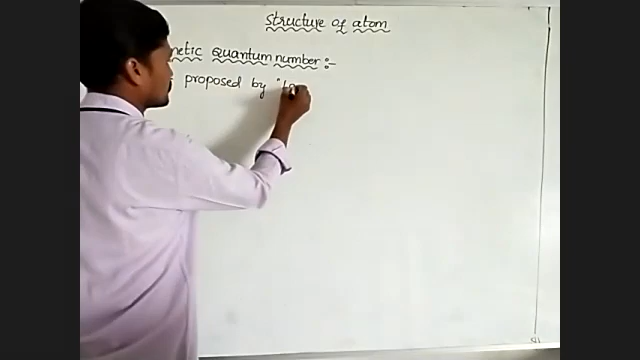 Structure of atom
netic Quantum number :-
proposed by "